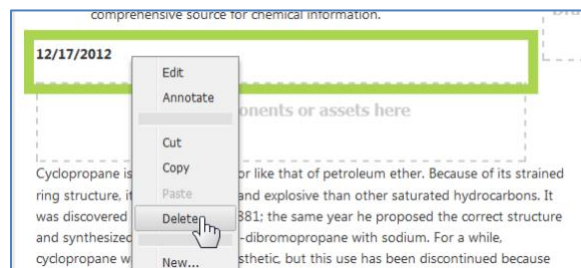 comprehensive source for chemical information.
12/17/2012
Edit
Annotate
onents or assets here
Cut
Copy
Paste
Delete
New...
Cyclopropane is or like that of petroleum ether. Because of its strained
ring structure, it and explosive than other saturated hydrocarbons. It
was discovered 381; the same year he proposed the correct structure
and synthesized -dibromopropane with sodium. For a while,
cyclopropane w sthetic, but this use has been discontinued because